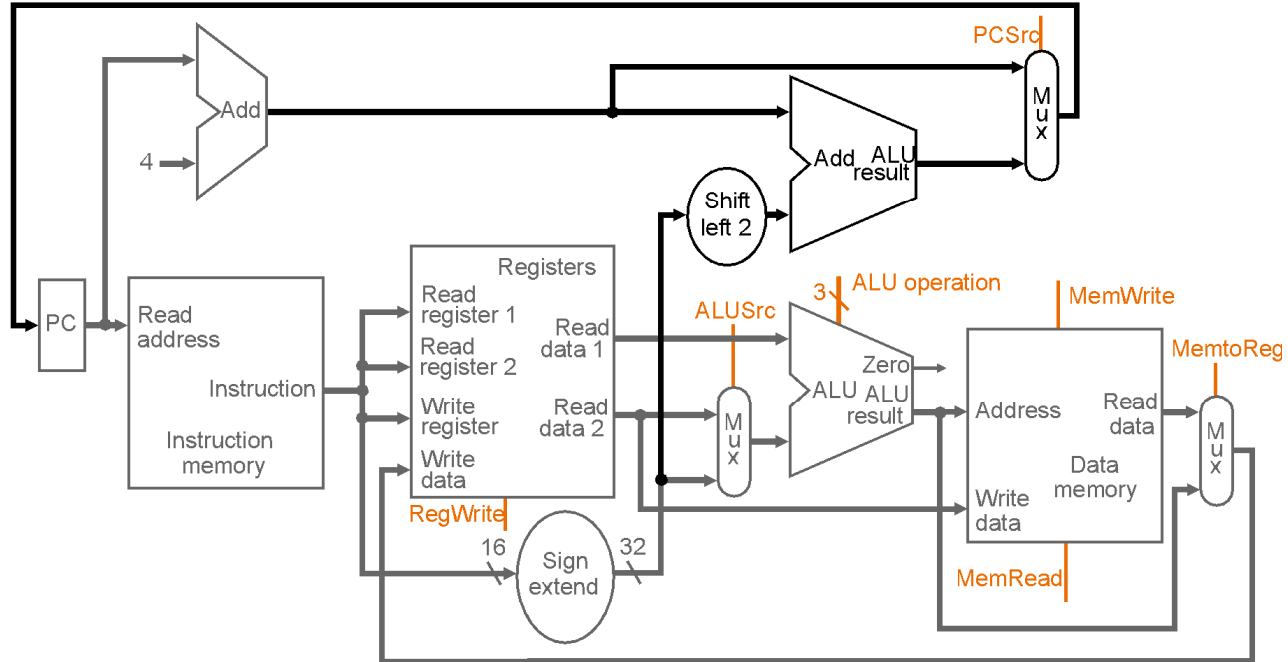 PCSrc
M
u
x
Add
4
Add
ALU
result
Shift
left 2
PC
Read
address
Instruction
Instruction
memory
Registers
Read
register 1
Read
register 2
Write
register
Write
data
Read
data 1
Read
data 2
RegWrite
16
Sign
extend
32
ALUSrc
M
u
x
3
ALU operation
Zero
ALU
ALU
result
MemWrite
Address
Read
data
Data
memory
Write
data
MemRead
MemtoReg
M
u
x